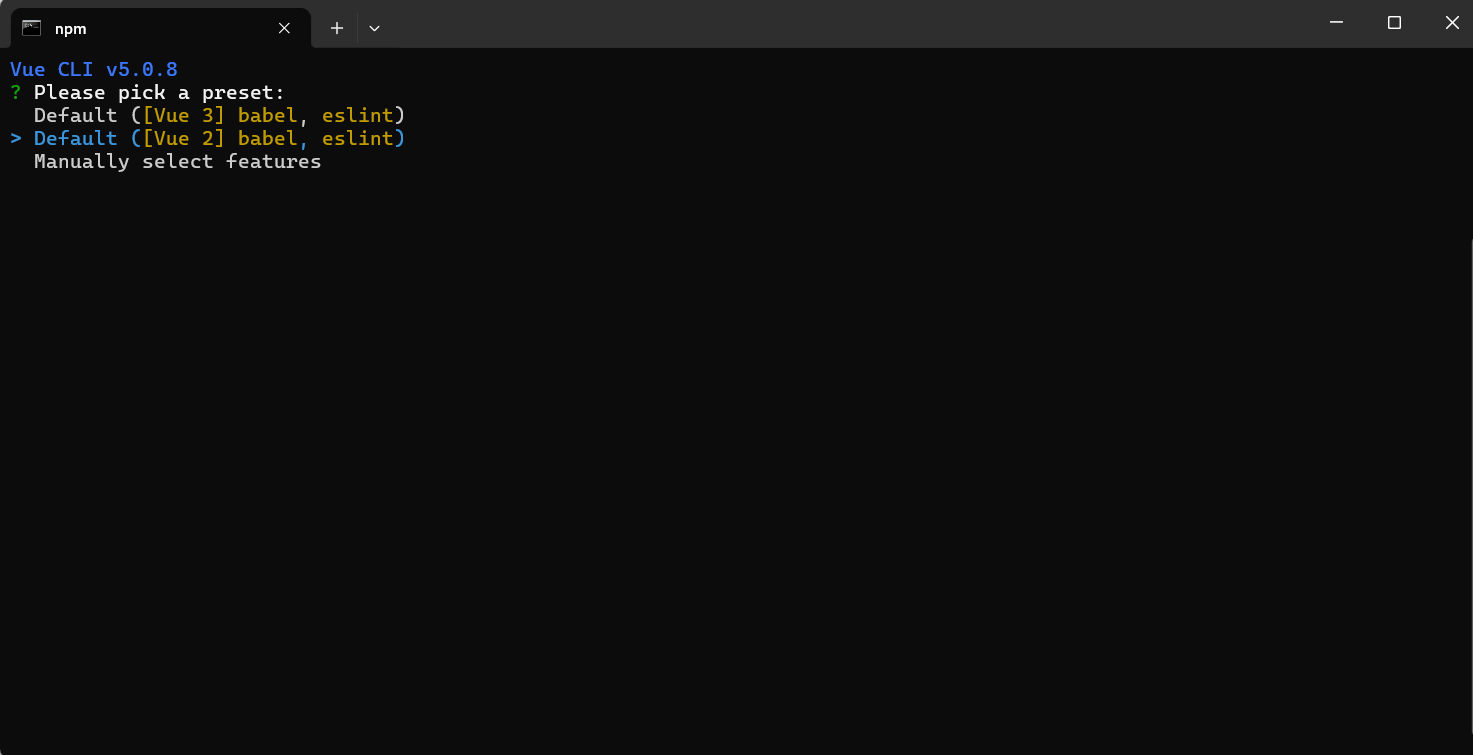 npm
Vue CLI v5.0.8
? Please pick a preset:
  Default ([Vue 3] babel, eslint)
> Default ([Vue 2] babel, eslint)
  Manually select features